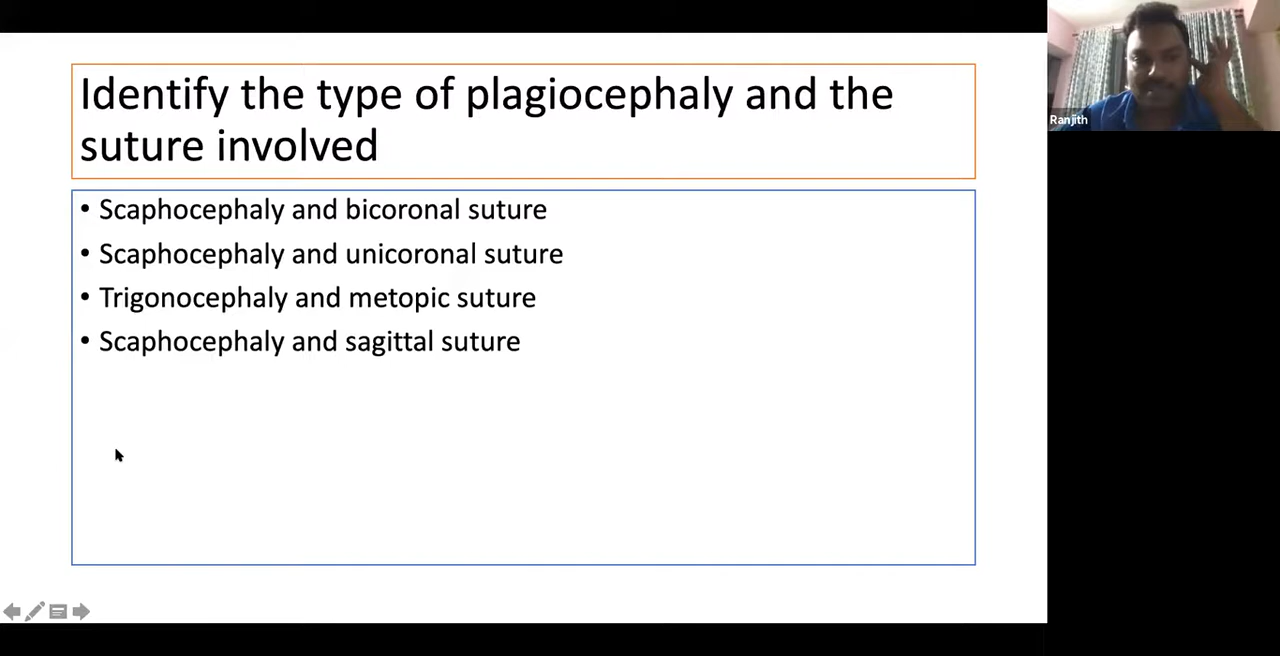 Identify the type of plagiocephaly and the
suture involved
• Scaphocephaly and bicoronal suture
• Scaphocephaly and unicoronal suture
• Trigonocephaly and metopic suture
• Scaphocephaly and sagittal suture
Ranjith